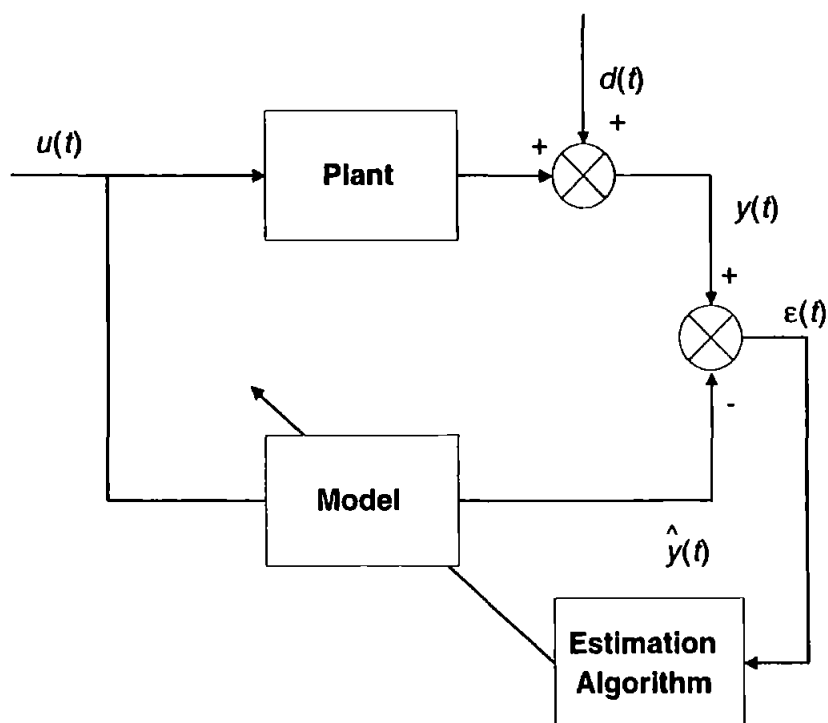 d(t)
+
u(t)
+
Plant
y(t)
+
ε(t)
-
Model
ŷ(t)
Estimation
Algorithm